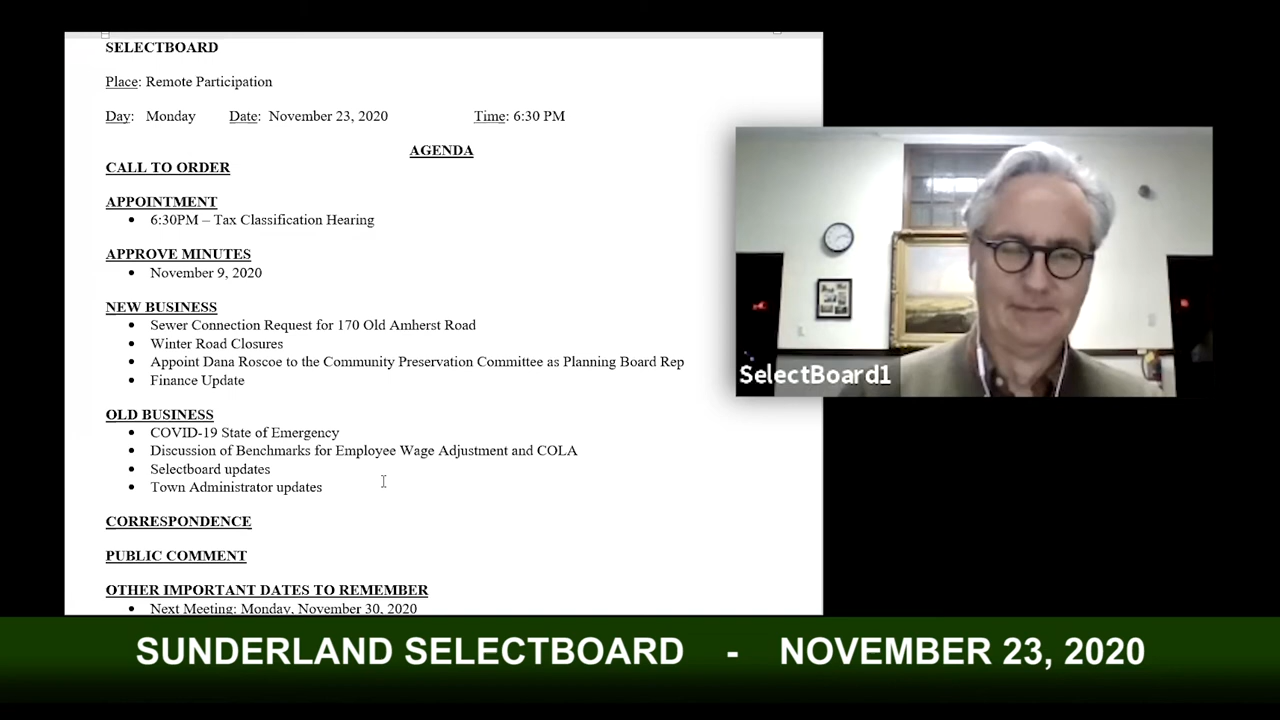 SELECTBOARD
Place: Remote Participation
Day: Monday Date: November 23, 2020 Time: 6:30 PM
AGENDA
CALL TO ORDER
APPOINTMENT
• 6:30PM – Tax Classification Hearing
APPROVE MINUTES
• November 9, 2020
NEW BUSINESS
• Sewer Connection Request for 170 Old Amherst Road
• Winter Road Closures
• Appoint Dana Roscoe to the Community Preservation Committee as Planning Board Rep
• Finance Update
OLD BUSINESS
• COVID-19 State of Emergency
• Discussion of Benchmarks for Employee Wage Adjustment and COLA
• Selectboard updates
• Town Administrator updates
CORRESPONDENCE
PUBLIC COMMENT
OTHER IMPORTANT DATES TO REMEMBER
• Next Meeting: Monday, November 30, 2020
SelectBoard1
SUNDERLAND SELECTBOARD - NOVEMBER 23, 2020